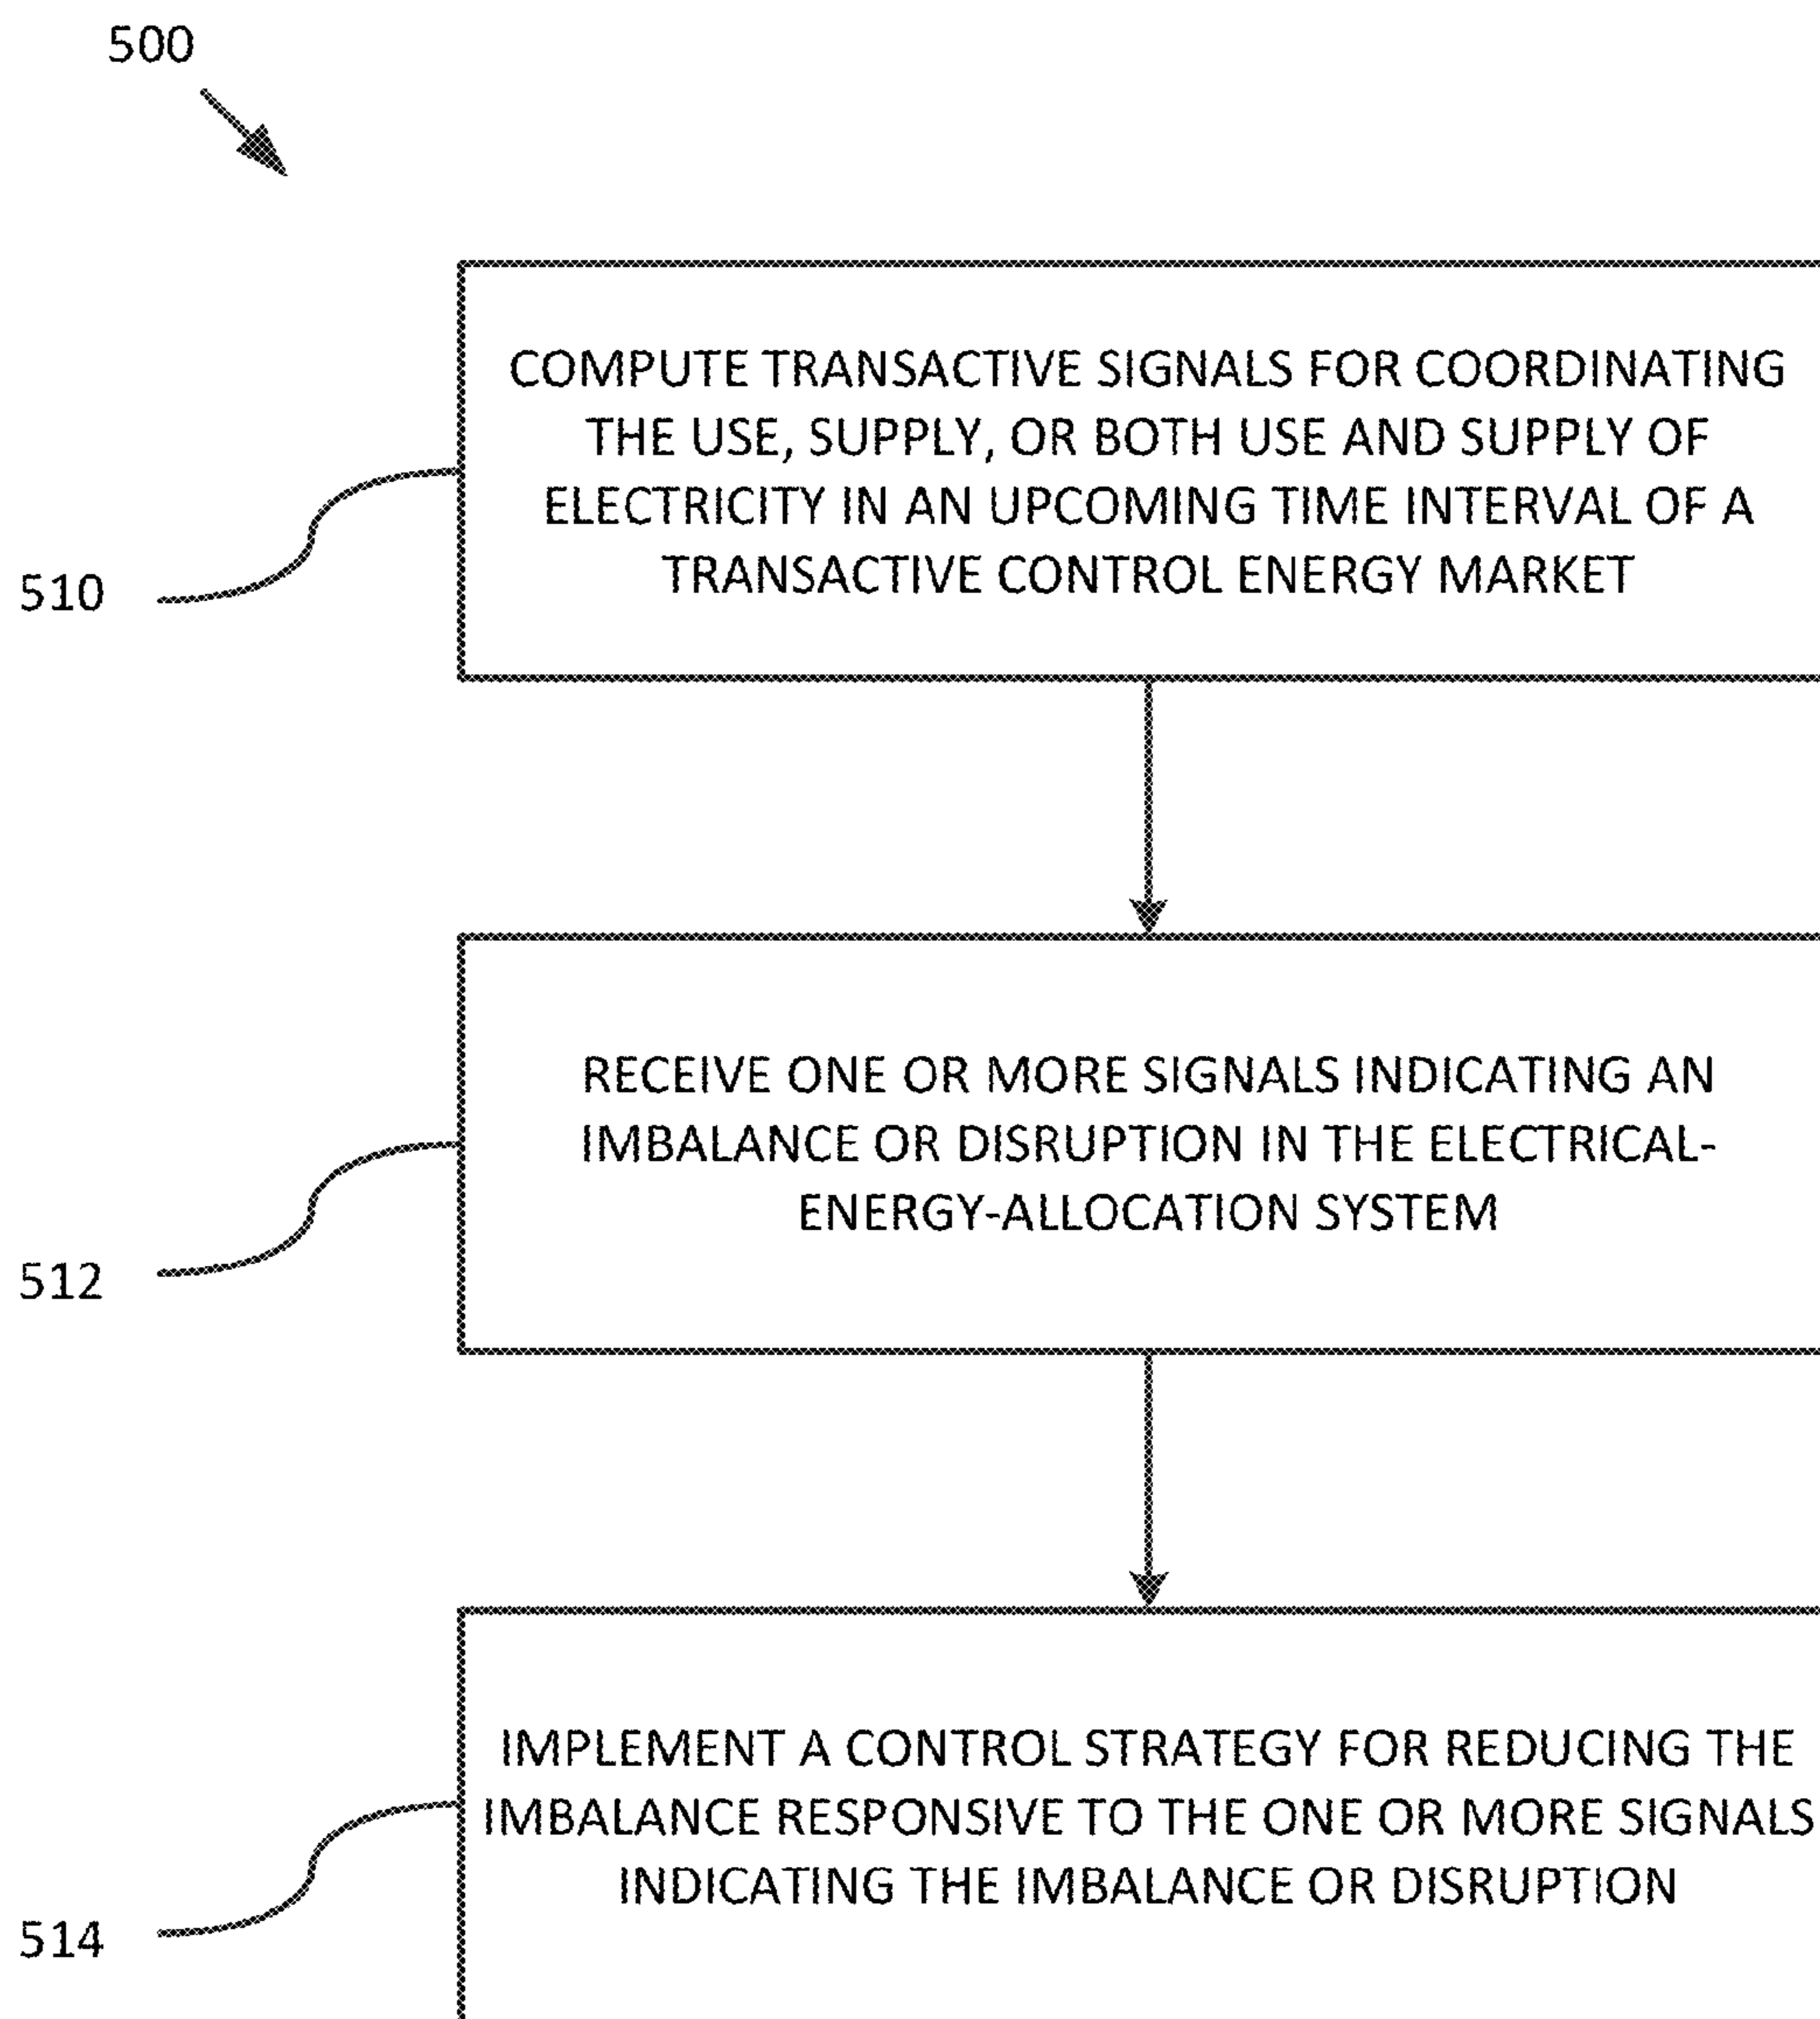 500
COMPUTE TRANSACTIVE SIGNALS FOR COORDINATING
THE USE, SUPPLY, OR BOTH USE AND SUPPLY OF
ELECTRICITY IN AN UPCOMING TIME INTERVAL OF A
TRANSACTIVE CONTROL ENERGY MARKET
510
RECEIVE ONE OR MORE SIGNALS INDICATING AN
IMBALANCE OR DISRUPTION IN THE ELECTRICAL-
ENERGY-ALLOCATION SYSTEM
512
IMPLEMENT A CONTROL STRATEGY FOR REDUCING THE
IMBALANCE RESPONSIVE TO THE ONE OR MORE SIGNALS
INDICATING THE IMBALANCE OR DISRUPTION
514